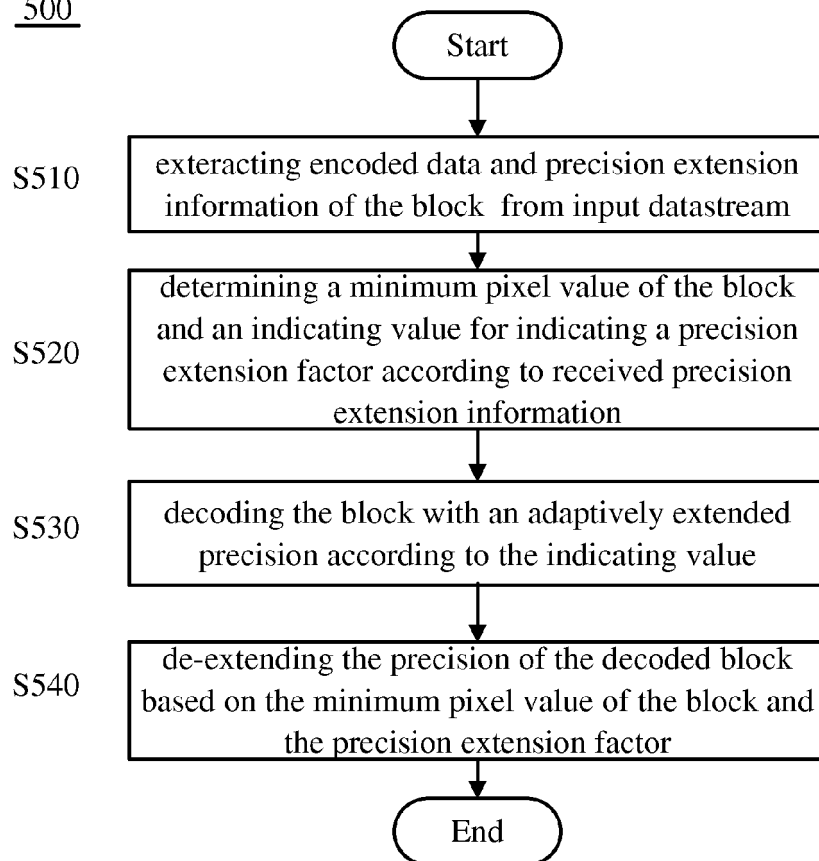 500
Start
S510
exteracting encoded data and precision extension
information of the block from input datastream
S520
determining a minimum pixel value of the block
and an indicating value for indicating a precision
extension factor according to received precision
extension information
S530
decoding the block with an adaptively extended
precision according to the indicating value
S540
de-extending the precision of the decoded block
based on the minimum pixel value of the block and
the precision extension factor
End